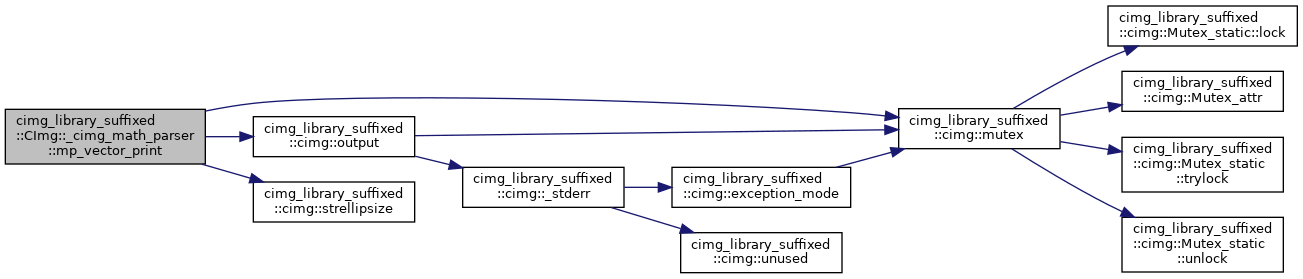 cimg_library_suffixed
::CImg::_cimg_math_parser
::mp_vector_print
cimg_library_suffixed
::cimg::output
cimg_library_suffixed
::cimg::strellipsize
cimg_library_suffixed
::cimg::_stderr
cimg_library_suffixed
::cimg::exception_mode
cimg_library_suffixed
::cimg::unused
cimg_library_suffixed
::cimg::mutex
cimg_library_suffixed
::cimg::Mutex_static::lock
cimg_library_suffixed
::cimg::Mutex_attr
cimg_library_suffixed
::cimg::Mutex_static
::trylock
cimg_library_suffixed
::cimg::Mutex_static
::unlock